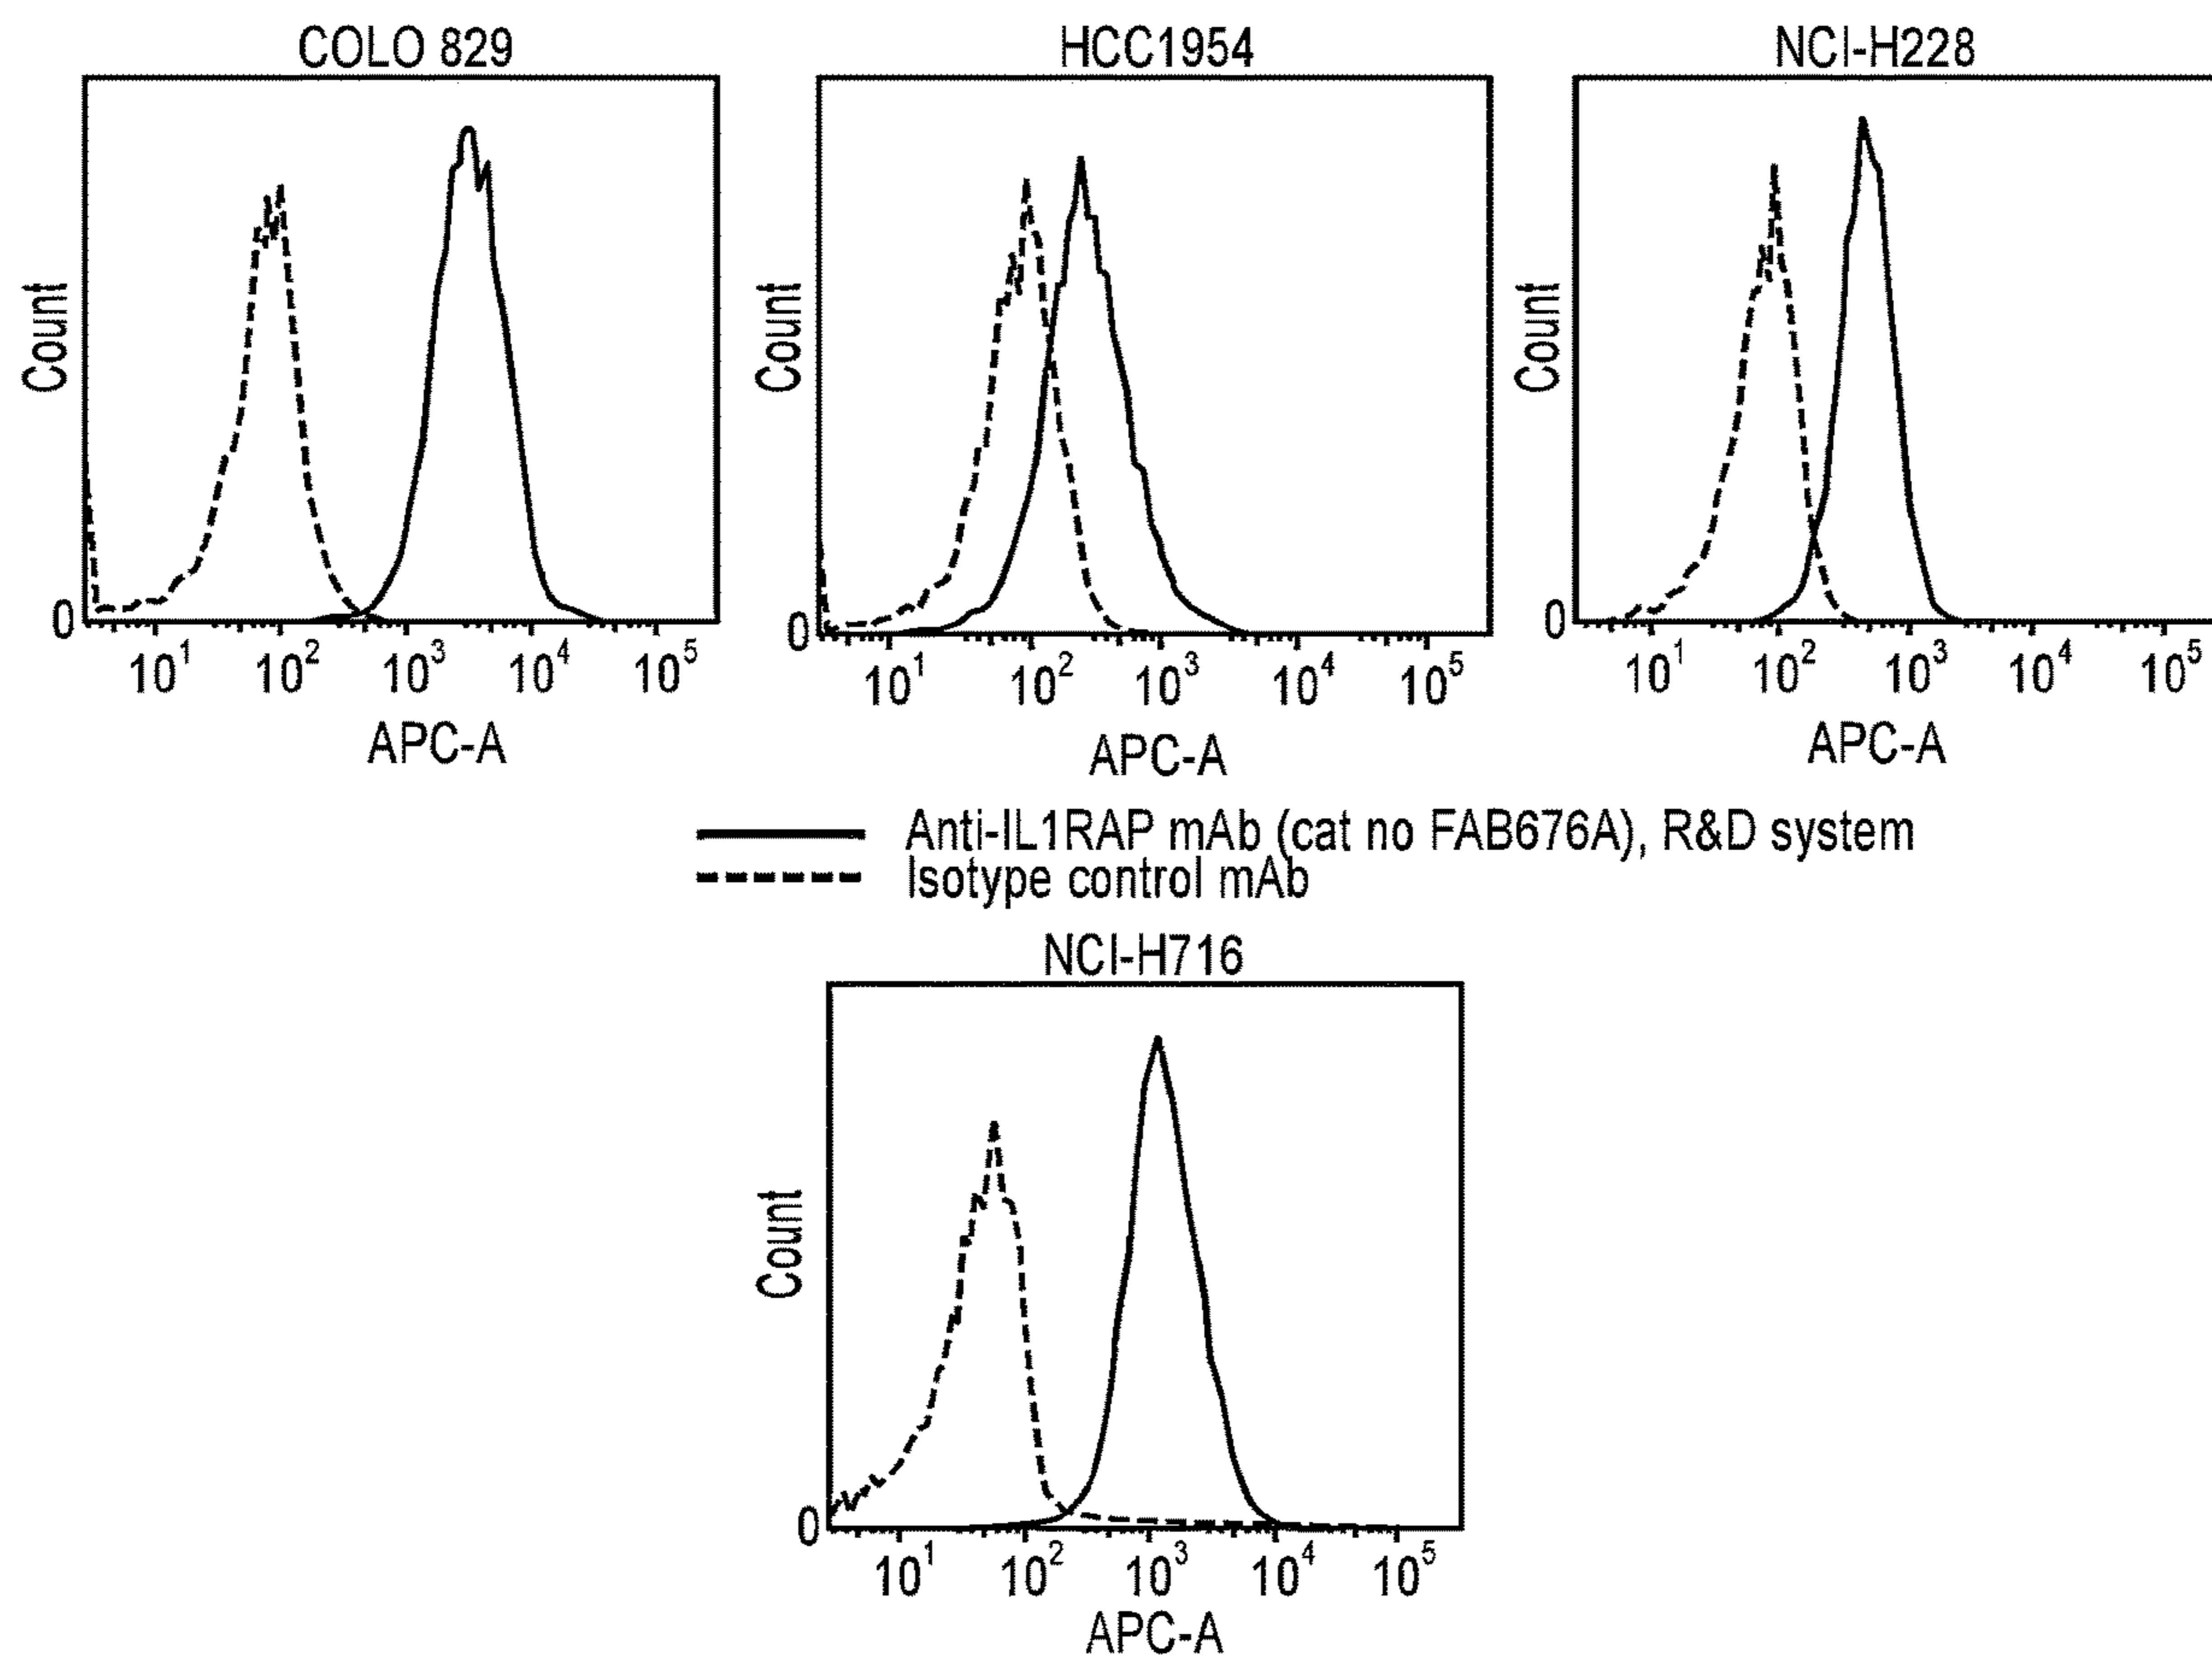 COLO 829
HCC1954
NCI-H228
Count
0
10¹ 10² 10³ 10⁴ 10⁵
APC-A
Count
0
10¹ 10² 10³ 10⁴ 10⁵
APC-A
Count
0
10¹ 10² 10³ 10⁴ 10⁵
APC-A
Anti-IL1RAP mAb (cat no FAB676A), R&D system
Isotype control mAb
NCI-H716
Count
0
10¹ 10² 10³ 10⁴ 10⁵
APC-A